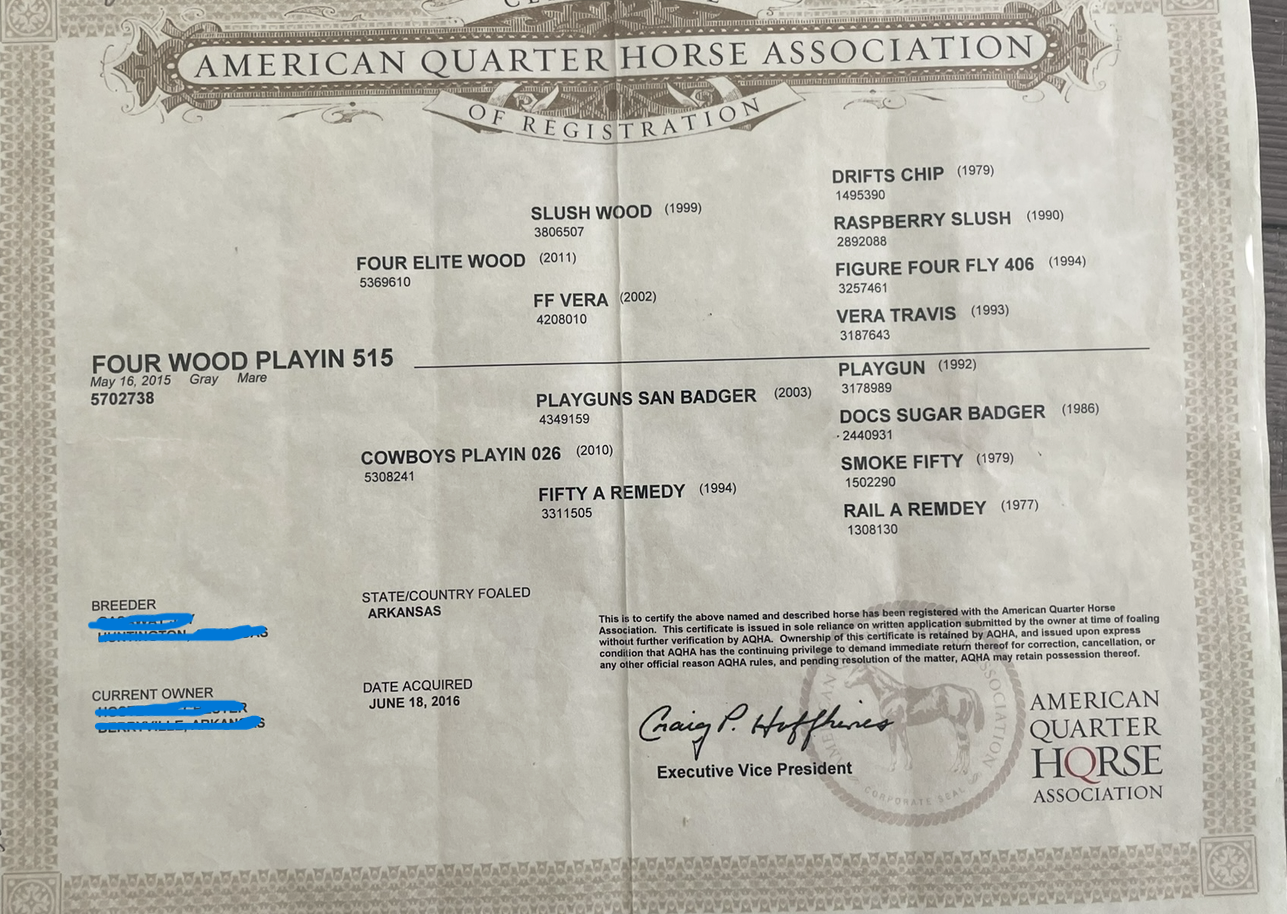 AMERICAN QUARTER HORSE ASSOCIATION
OF REGISTRATION
DRIFTS CHIP (1979)
1495390
SLUSH WOOD (1999)
3806507
RASPBERRY SLUSH (1990)
2892088
FOUR ELITE WOOD (2011)
5369610
FIGURE FOUR FLY 406 (1994)
3257461
FF VERA (2002)
4208010
VERA TRAVIS (1993)
3187643
FOUR WOOD PLAYIN 515
May 16, 2015 Gray Mare
5702738
PLAYGUN (1992)
3178989
PLAYGUNS SAN BADGER (2003)
4349159
DOCS SUGAR BADGER (1986)
2440931
COWBOYS PLAYIN 026 (2010)
5308241
SMOKE FIFTY (1979)
1502290
FIFTY A REMEDY (1994)
3311505
RAIL A REMDEY (1977)
1308130
BREEDER
STATE/COUNTRY FOALED
ARKANSAS
CURRENT OWNER
DATE ACQUIRED
JUNE 18, 2016
This is to certify the above named and described horse has been registered with the American Quarter Horse
Association. This certificate is issued in sole reliance on written application submitted by the owner at time of foaling
without further verification by AQHA. Ownership of this certificate is retained by AQHA, and issued upon express
condition that AQHA has the continuing privilege to demand immediate return thereof for correction, cancellation, or
any other official reason AQHA rules, and pending resolution of the matter, AQHA may retain possession thereof.
Craig P. Huffhines
Executive Vice President
ASSOCIATION
CORPORATE SEAL
AMERICAN
QUARTER
HORSE
ASSOCIATION